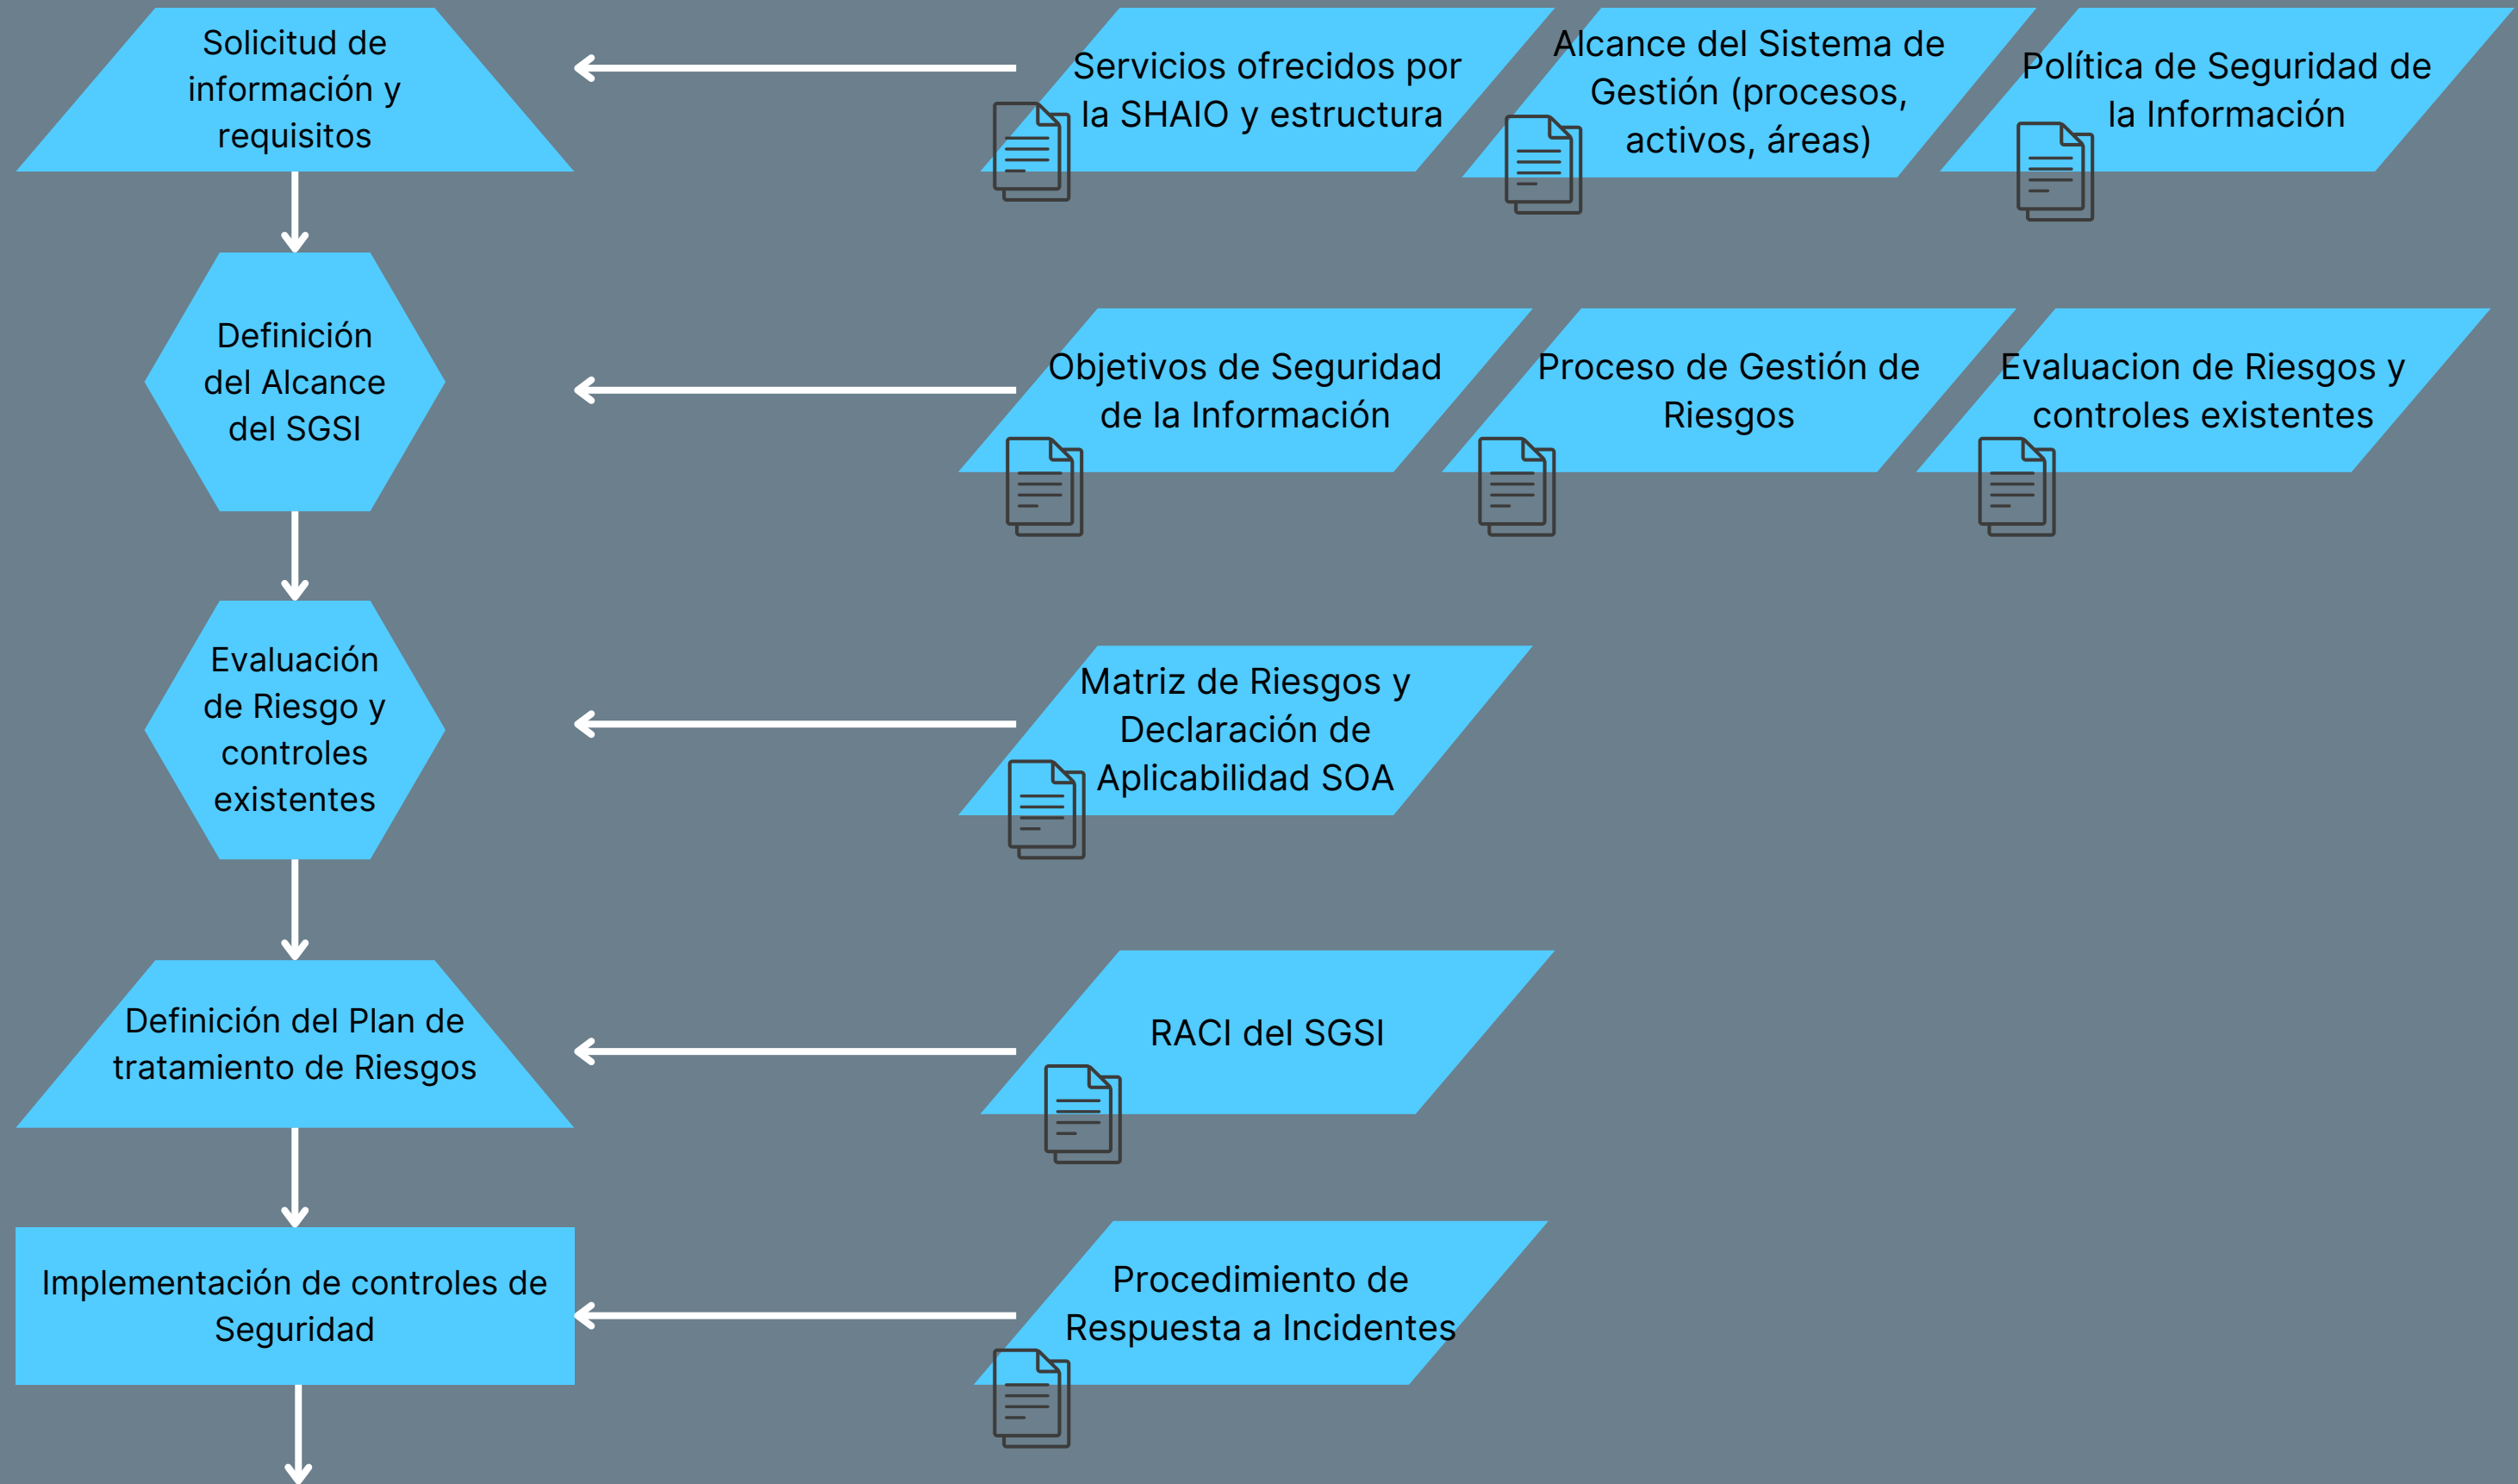 Solicitud de
información y
requisitos
Servicios ofrecidos por
la SHAIO y estructura
Alcance del Sistema de
Gestión (procesos,
activos, áreas)
Política de Seguridad de
la Información
Definición
del Alcance
del SGSI
Objetivos de Seguridad
de la Información
Proceso de Gestión de
Riesgos
Evaluacion de Riesgos y
controles existentes
Evaluación
de Riesgo y
controles
existentes
Matriz de Riesgos y
Declaración de
Aplicabilidad SOA
Definición del Plan de
tratamiento de Riesgos
RACI del SGSI
Implementación de controles de
Seguridad
Procedimiento de
Respuesta a Incidentes